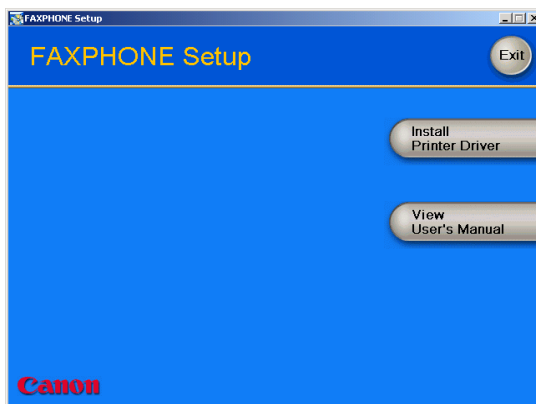 FAXPHONE Setup
FAXPHONE Setup
Exit
Install
Printer Driver
View
User's Manual
Canon